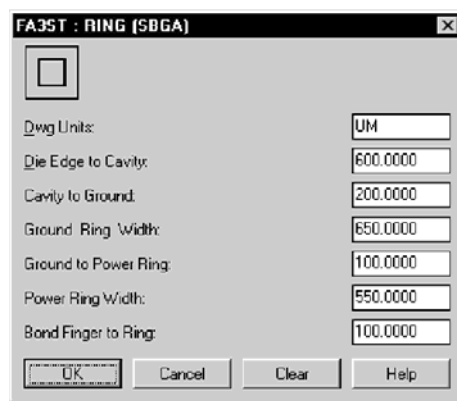 FA3ST : RING (SBGA)
Dwg Units: UM
Die Edge to Cavity: 600.0000
Cavity to Ground: 200.0000
Ground Ring Width: 650.0000
Ground to Power Ring: 100.0000
Power Ring Width: 550.0000
Bond Finger to Ring: 100.0000
OK Cancel Clear Help